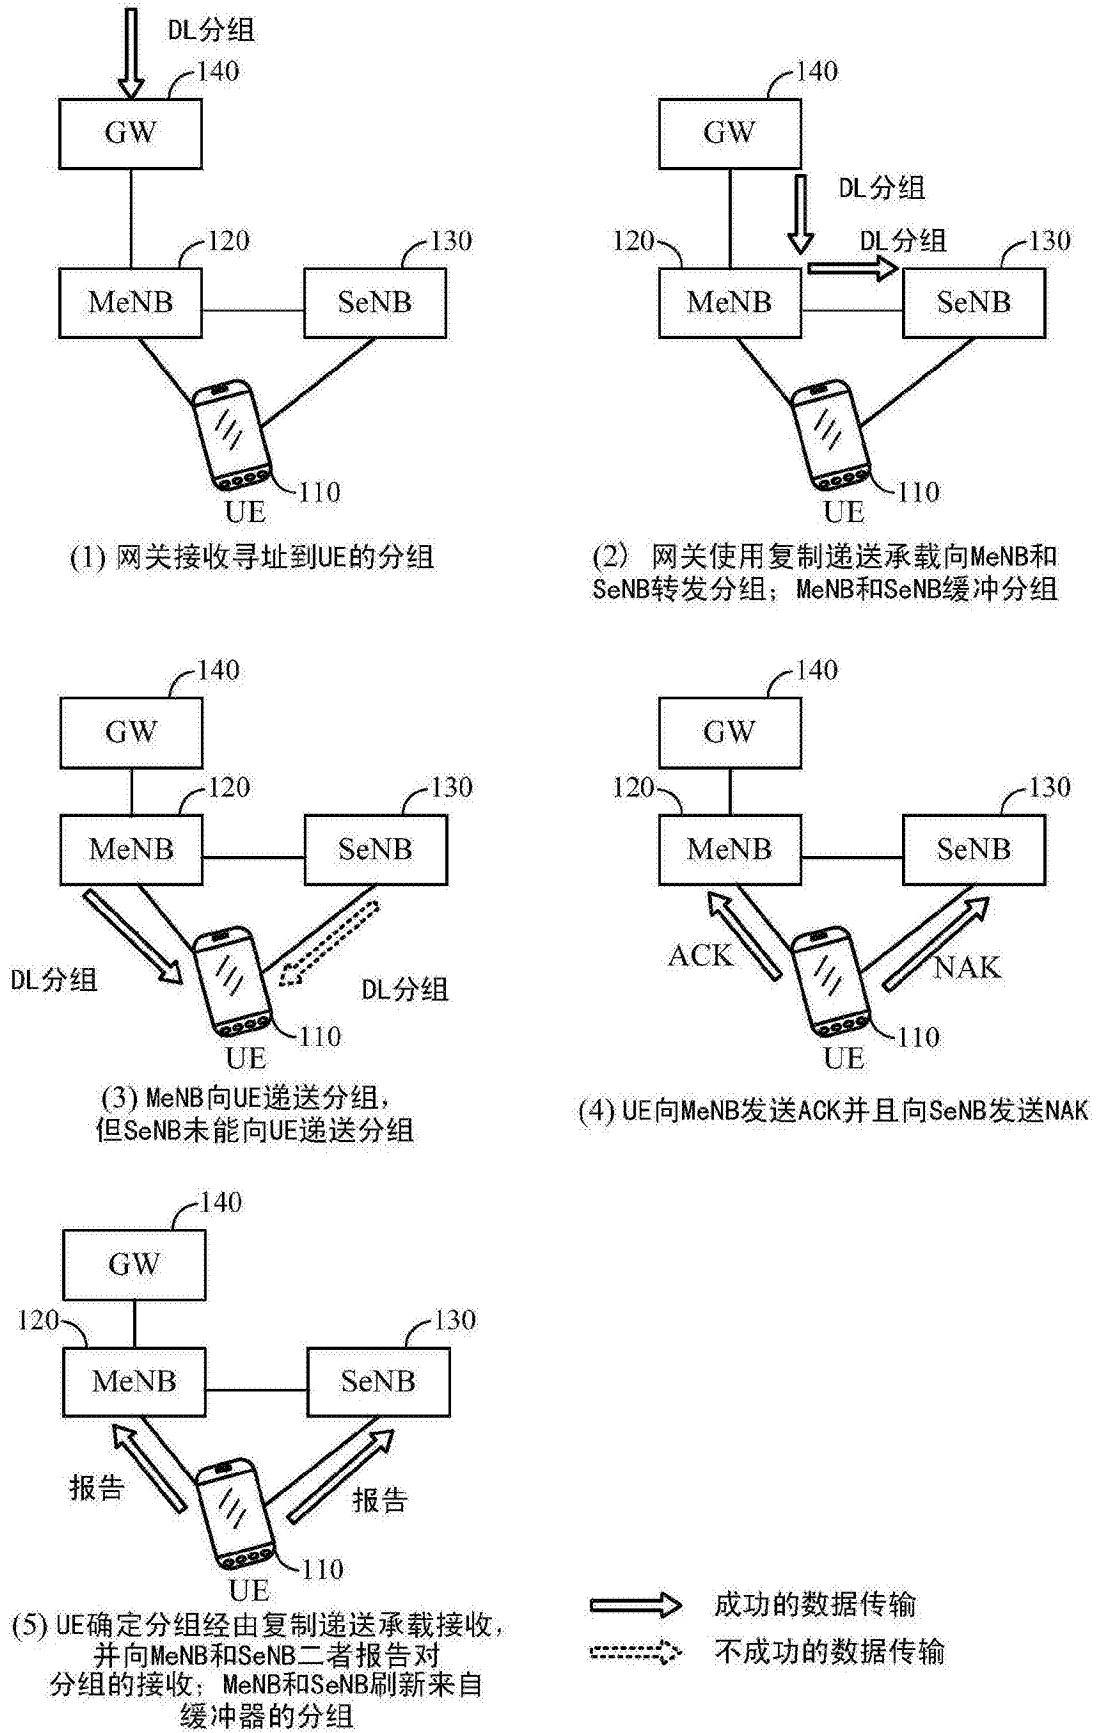 DL分组
140
GW
120
130
MeNB
SeNB
110
UE
(1) 网关接收寻址到UE的分组
140
GW
DL分组
DL分组
120
130
MeNB
SeNB
110
UE
(2) 网关使用复制递送承载向MeNB和
SeNB转发分组；MeNB和SeNB缓冲分组
140
GW
120
130
MeNB
SeNB
DL分组
DL分组
110
UE
(3) MeNB向UE递送分组，
但SeNB未能向UE递送分组
140
GW
120
130
MeNB
SeNB
ACK
NAK
110
UE
(4) UE向MeNB发送ACK并且向SeNB发送NAK
140
GW
120
130
MeNB
SeNB
报告
报告
110
UE
(5) UE确定分组经由复制递送承载接收，
并向MeNB和SeNB二者报告对
分组的接收；MeNB和SeNB刷新来自
缓冲器的分组
成功的数据传输
不成功的数据传输